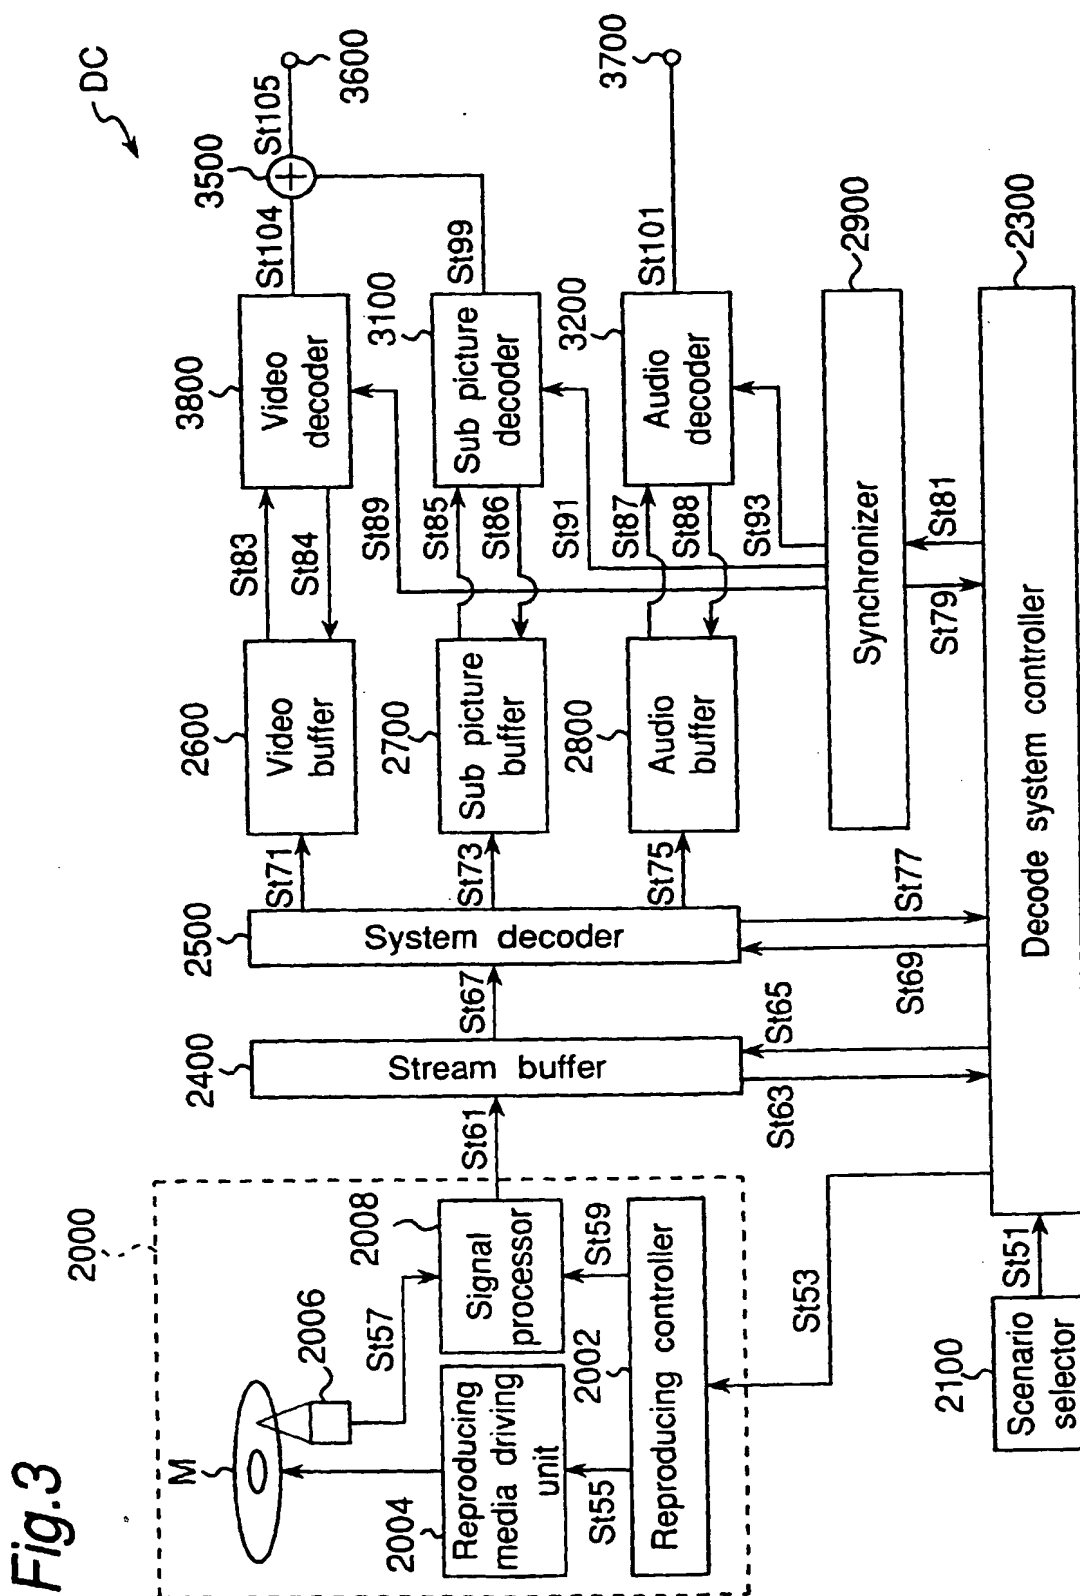 Fig.3
DC
2000
M
2006
St57
2008
Signal
processor
2004
Reproducing
media driving
unit
St55
2002
St59
Reproducing controller
St61
2400
Stream buffer
St67
2500
System decoder
St71
St73
St75
2600
Video
buffer
2700
Sub picture
buffer
2800
Audio
buffer
St83
St84
St89
St85
St86
St91
St87
St88
St93
3800
Video
decoder
3100
Sub picture
decoder
3200
Audio
decoder
St104
3500
St105
3600
St99
St101
3700
Synchronizer
2900
St79
St81
St63
St65
St69
St77
St53
2100
Scenario
selector
St51
Decode system controller
2300